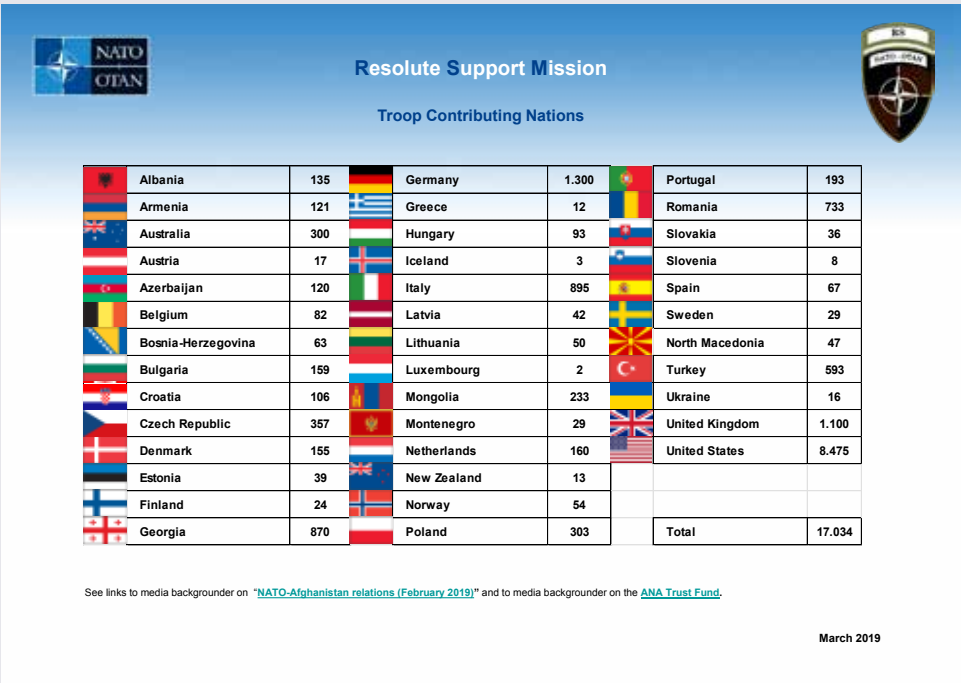 NATO
OTAN
Resolute Support Mission
RS
NATO - OTAN
Troop Contributing Nations
Albania 135 Germany 1.300 Portugal 193
Armenia 121 Greece 12 Romania 733
Australia 300 Hungary 93 Slovakia 36
Austria 17 Iceland 3 Slovenia 8
Azerbaijan 120 Italy 895 Spain 67
Belgium 82 Latvia 42 Sweden 29
Bosnia-Herzegovina 63 Lithuania 50 North Macedonia 47
Bulgaria 159 Luxembourg 2 Turkey 593
Croatia 106 Mongolia 233 Ukraine 16
Czech Republic 357 Montenegro 29 United Kingdom 1.100
Denmark 155 Netherlands 160 United States 8.475
Estonia 39 New Zealand 13
Finland 24 Norway 54
Georgia 870 Poland 303 Total 17.034
See links to media backgrounder on “NATO-Afghanistan relations (February 2019)” and to media backgrounder on the ANA Trust Fund.
March 2019